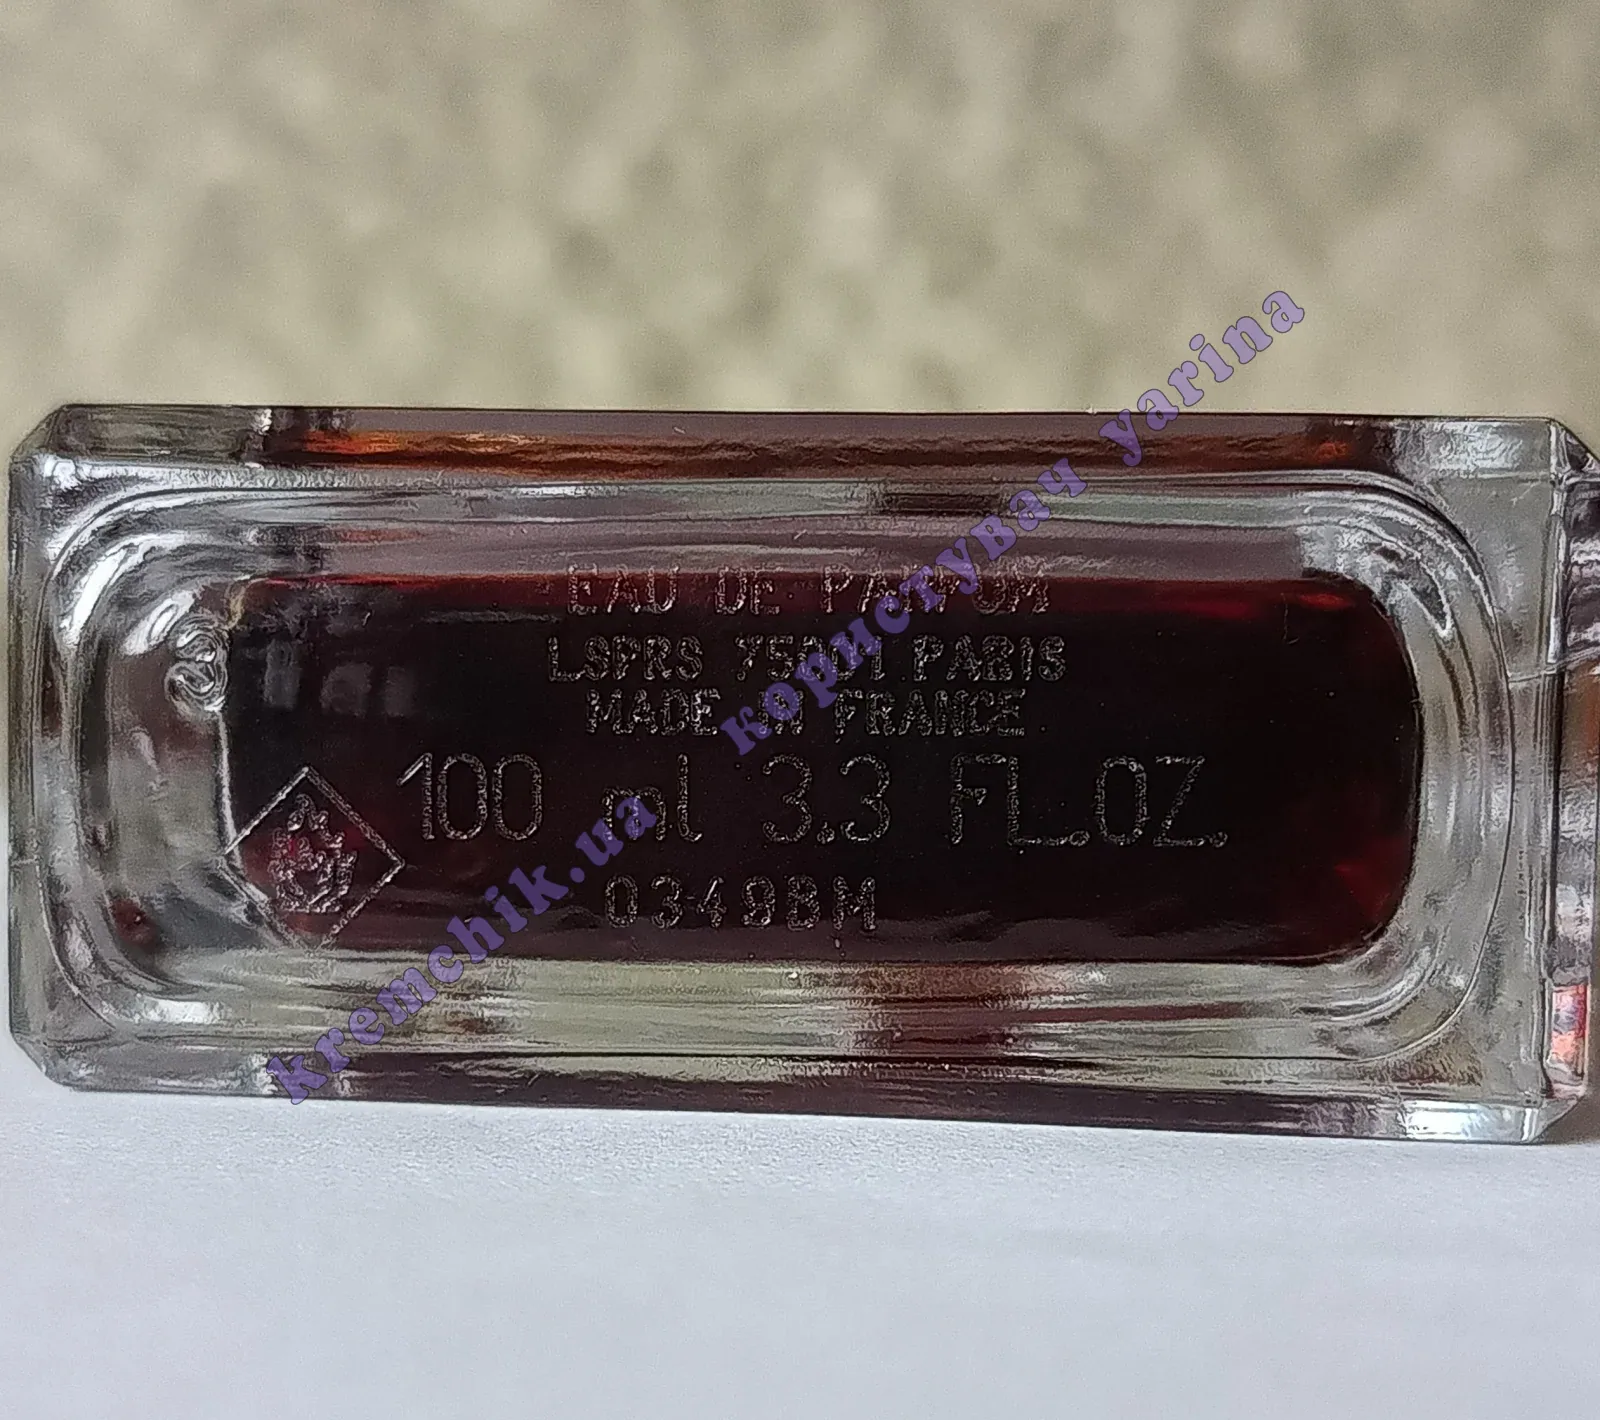 EAU DE PARFUM
LSPRS 75001 PARIS
MADE IN FRANCE
100 ml 3.3 FL.OZ.
0349BM
kremchik.ua користувач yarina